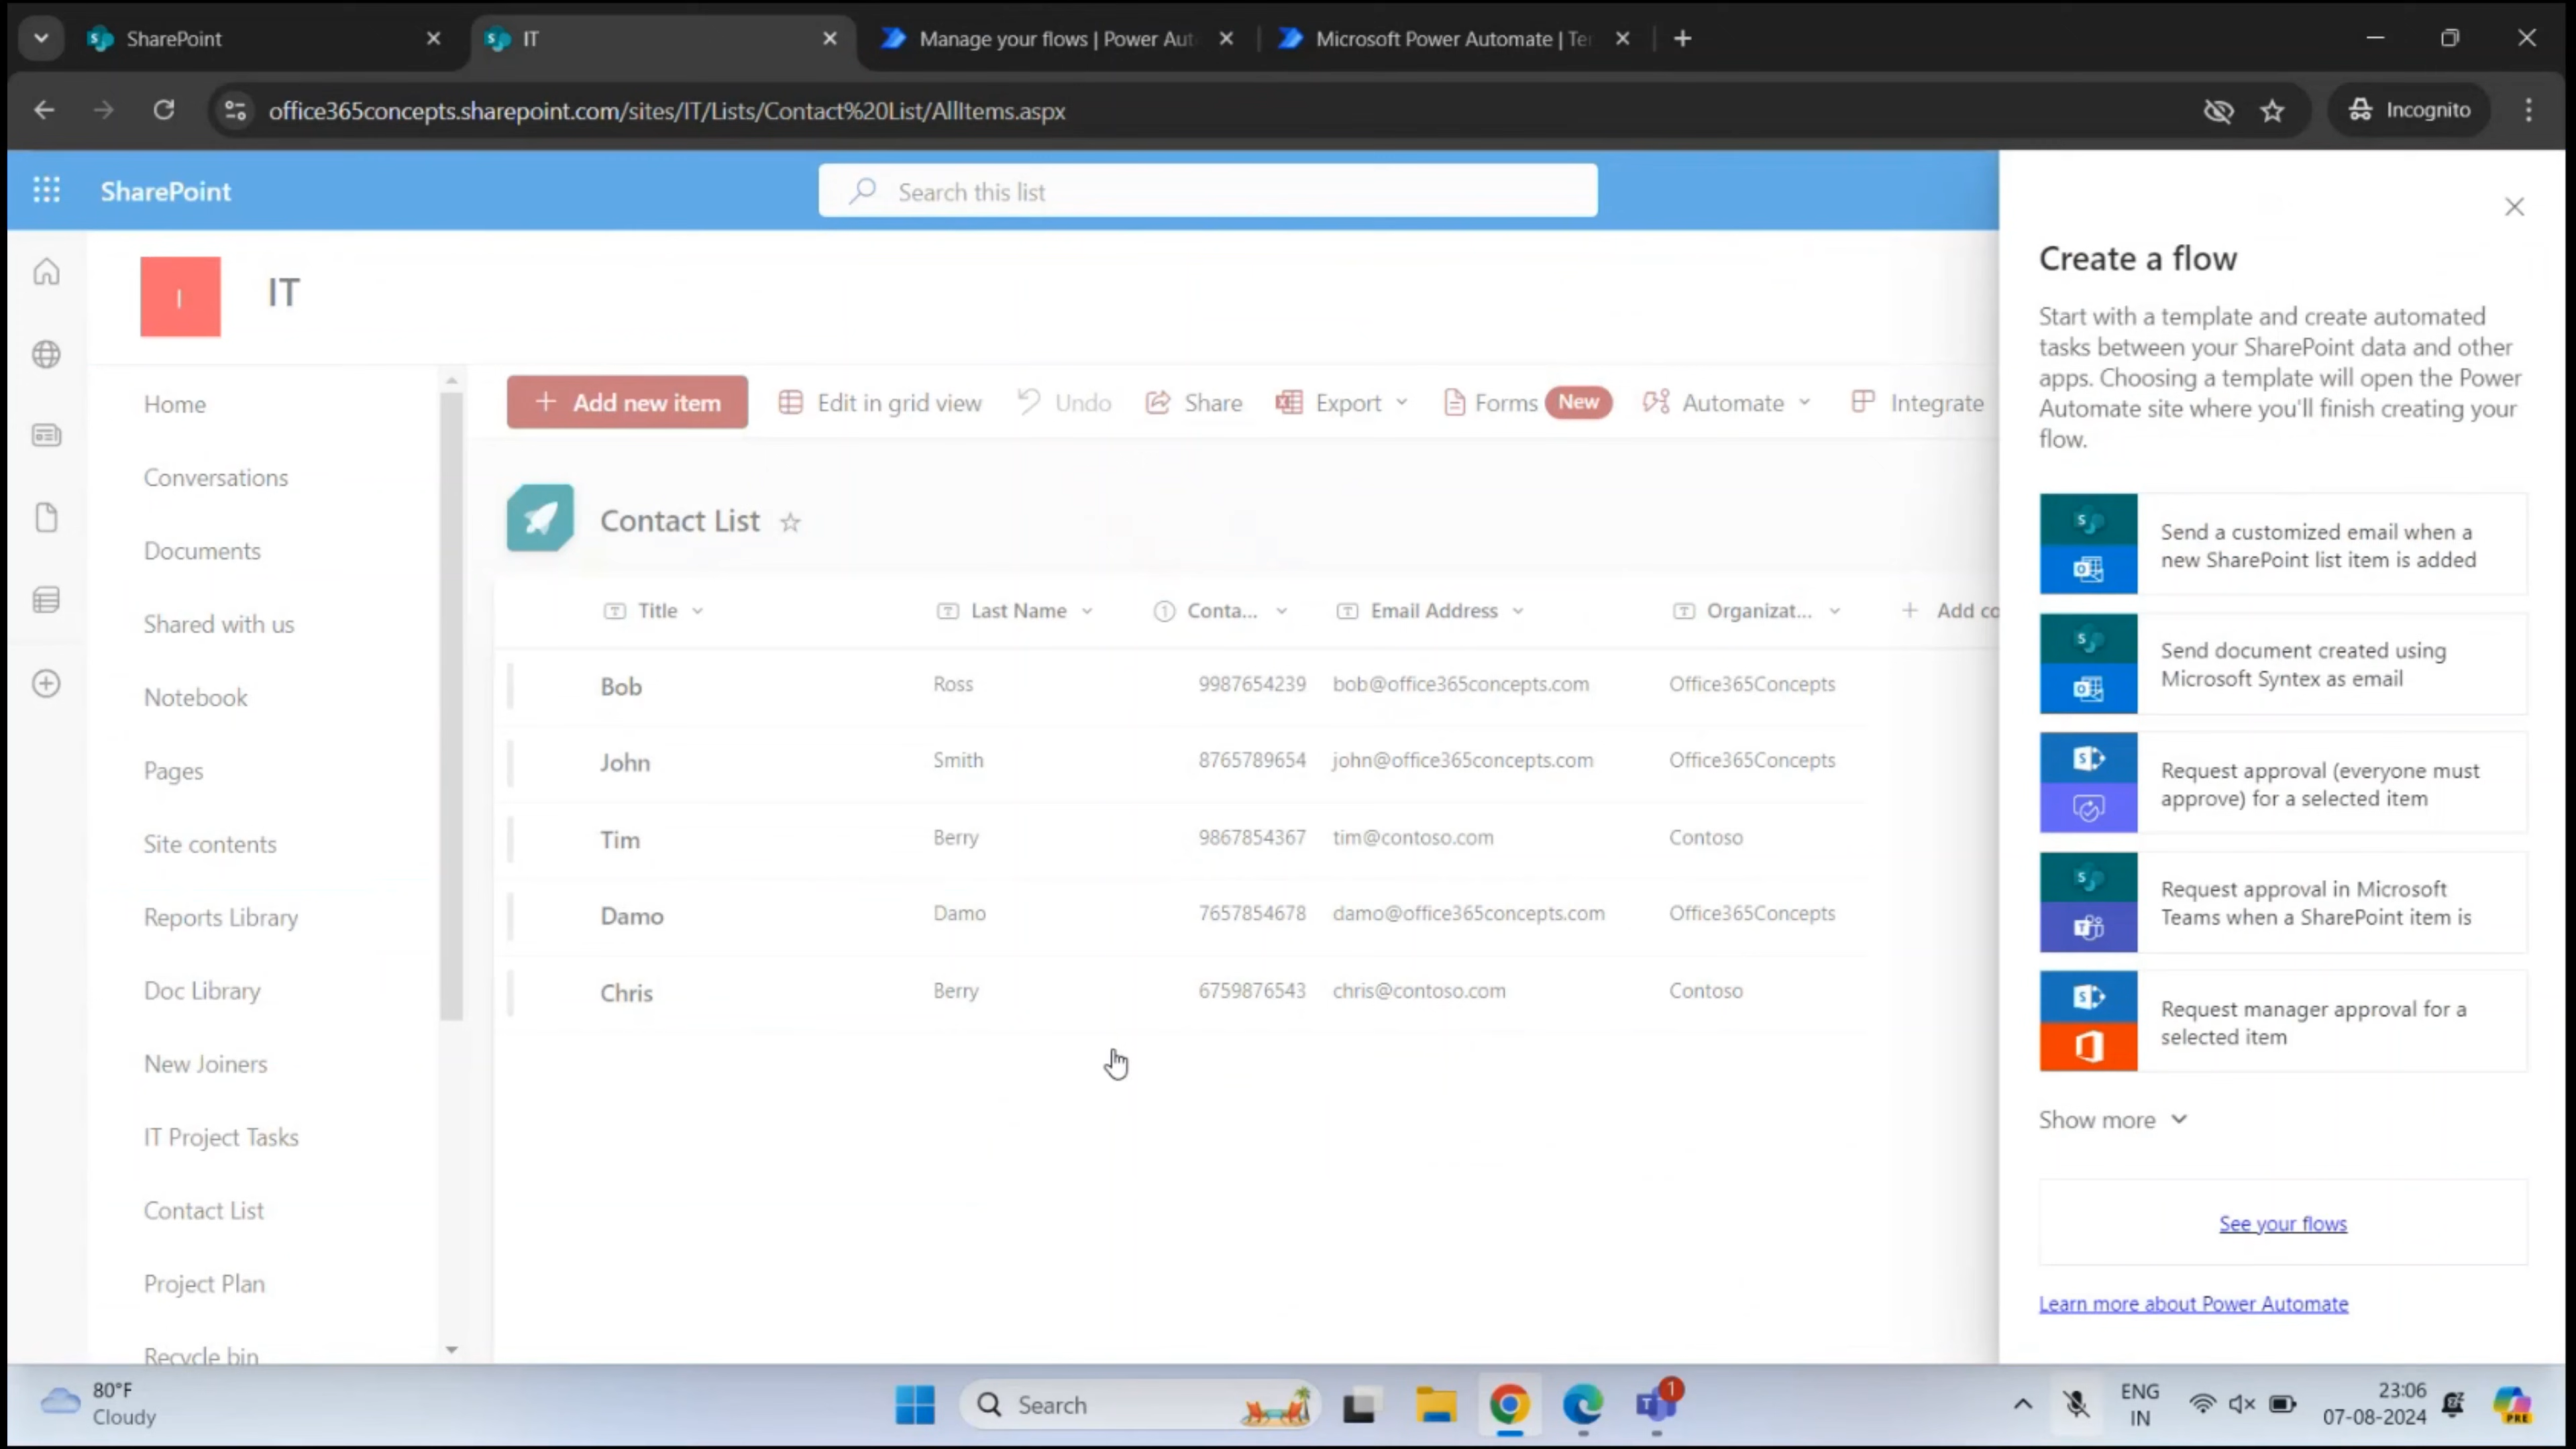 SharePoint
IT
Manage your flows | Power Aut
Microsoft Power Automate | Te
office365concepts.sharepoint.com/sites/IT/Lists/Contact%20List/AllItems.aspx
Incognito
SharePoint
Search this list
I
IT
Home
Conversations
Documents
Shared with us
Notebook
Pages
Site contents
Reports Library
Doc Library
New Joiners
IT Project Tasks
Contact List
Project Plan
Recycle bin
Add new item
Edit in grid view
Undo
Share
Export
Forms New
Automate
Integrate
Contact List
Title Last Name Conta... Email Address Organizat... Add co
Bob Ross 9987654239 bob@office365concepts.com Office365Concepts
John Smith 8765789654 john@office365concepts.com Office365Concepts
Tim Berry 9867854367 tim@contoso.com Contoso
Damo Damo 7657854678 damo@office365concepts.com Office365Concepts
Chris Berry 6759876543 chris@contoso.com Contoso
Create a flow
Start with a template and create automated
tasks between your SharePoint data and other
apps. Choosing a template will open the Power
Automate site where you'll finish creating your
flow.
Send a customized email when a
new SharePoint list item is added
Send document created using
Microsoft Syntex as email
Request approval (everyone must
approve) for a selected item
Request approval in Microsoft
Teams when a SharePoint item is
Request manager approval for a
selected item
Show more
See your flows
Learn more about Power Automate
80°F
Cloudy
Search
1
ENG
IN
23:06
07-08-2024
PRE